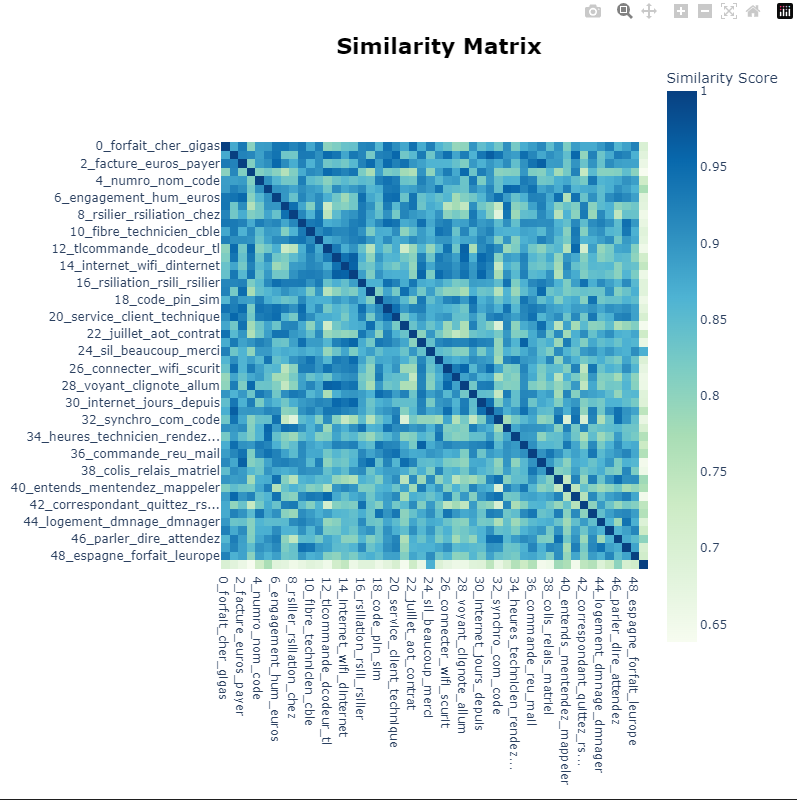 Similarity Matrix
Similarity Score
1
0.95
0.9
0.85
0.8
0.75
0.7
0.65
0_forfait_cher_gigas
2_facture_euros_payer
4_numro_nom_code
6_engagement_hum_euros
8_rsilier_rsiliation_chez
10_fibre_technicien_cble
12_tlcommande_dcodeur_tl
14_internet_wifi_dinternet
16_rsiliation_rsili_rsilier
18_code_pin_sim
20_service_client_technique
22_juillet_aot_contrat
24_sil_beaucoup_merci
26_connecter_wifi_scurit
28_voyant_clignote_allum
30_internet_jours_depuis
32_synchro_com_code
34_heures_technicien_rendez...
36_commande_reu_mail
38_colis_relais_matriel
40_entends_mentendez_mappeler
42_correspondant_quittez_rs...
44_logement_dmnage_dmnager
46_parler_dire_attendez
48_espagne_forfait_leurope
0_forfait_cher_gigas
2_facture_euros_payer
4_numro_nom_code
6_engagement_hum_euros
8_rsilier_rsiliation_chez
10_fibre_technicien_cble
12_tlcommande_dcodeur_tl
14_internet_wifi_dinternet
16_rsiliation_rsili_rsilier
18_code_pin_sim
20_service_client_technique
22_juillet_aot_contrat
24_sil_beaucoup_merci
26_connecter_wifi_scurit
28_voyant_clignote_allum
30_internet_jours_depuis
32_synchro_com_code
34_heures_technicien_rendez...
36_commande_reu_mail
38_colis_relais_matriel
40_entends_mentendez_mappeler
42_correspondant_quittez_rs...
44_logement_dmnage_dmnager
46_parler_dire_attendez
48_espagne_forfait_leurope